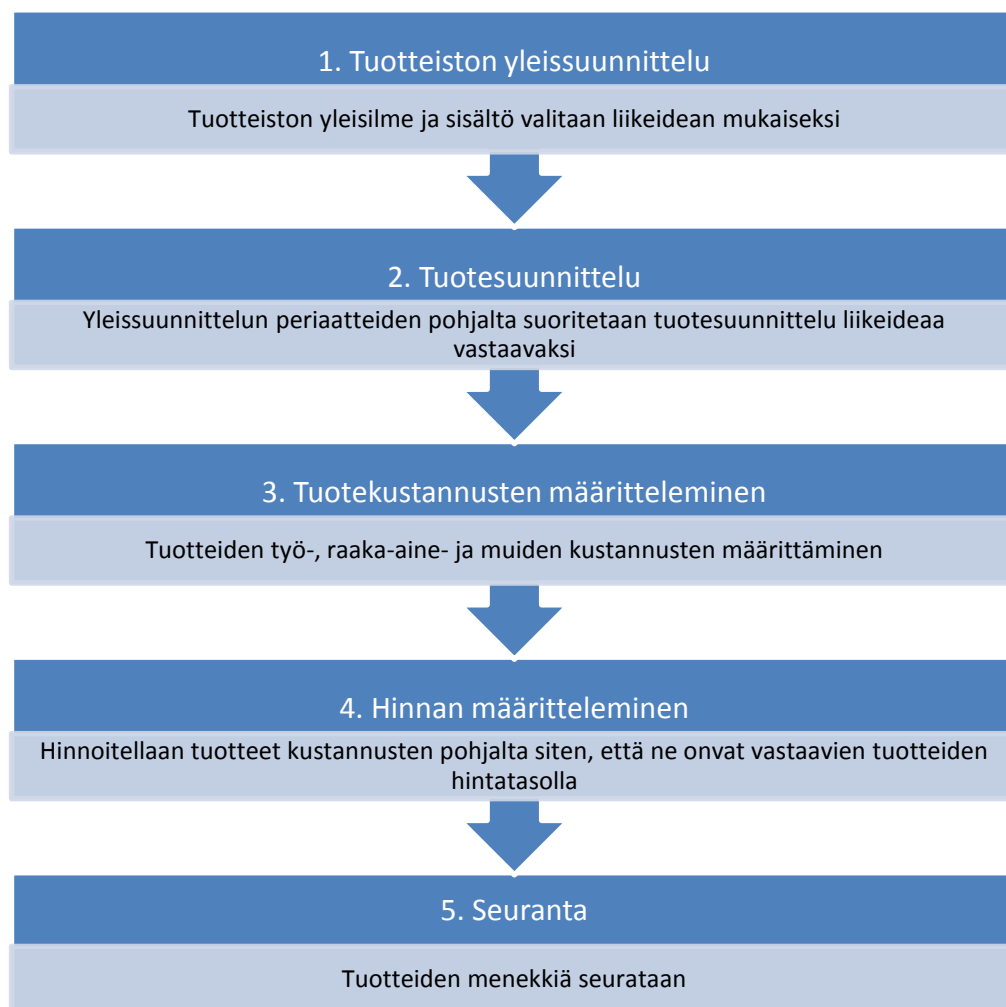 1. Tuotteiston yleissuunnittelu
Tuotteiston yleisilme ja sisältö valitaan liikeidean mukaiseksi
2. Tuotesuunnittelu
Yleissuunnittelun periaatteiden pohjalta suoritetaan tuotesuunnittelu liikeideaa
vastaavaksi
3. Tuotekustannusten määritteleminen
Tuotteiden työ-, raaka-aine- ja muiden kustannusten määrittäminen
4. Hinnan määritteleminen
Hinnoitellaan tuotteet kustannusten pohjalta siten, että ne onvat vastaavien tuotteiden
hintatasolla
5. Seuranta
Tuotteiden menekkiä seurataan